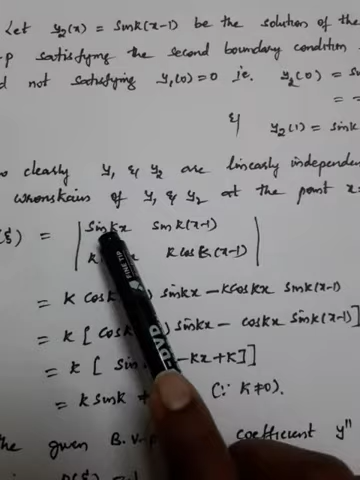 Let y₂(x) = sink(x-1) be the solution of the
satisfying the second boundary condition
not satisfying y₁(0)=0 ie. y₂(0) =
& y₂(1) = sink
clearly y₁ & y₂ are linearly independen
wronskain of y₁ & y₂ at the point x=
= | sinkx sink(x-1) |
| k cosk(x-1) |
= k cosk ) sinkx - kcoskx sink(x-1)
= k [ cosk ) sinkx - coskx sink(x-1) ]
= k [ sin - kx + k ]]
= k sink (∵ k≠0).
the given B.V. coefficient y"